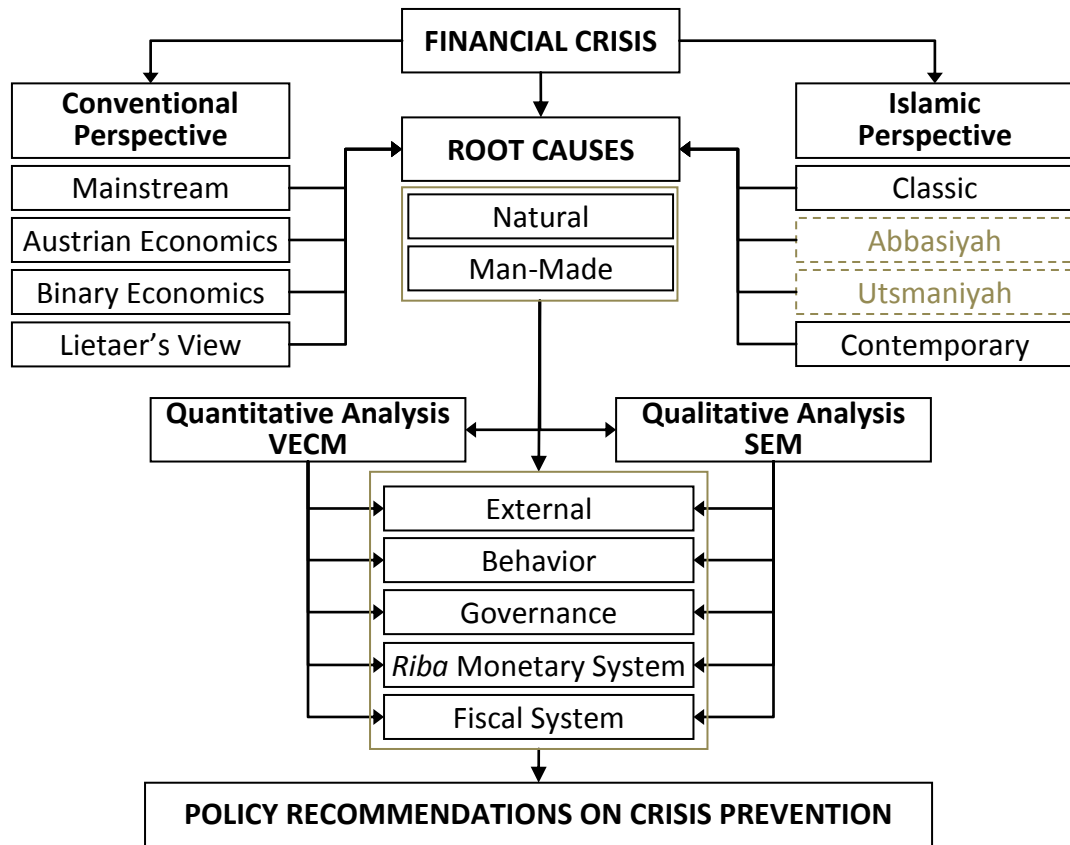 FINANCIAL CRISIS
Conventional
Perspective
Mainstream
Austrian Economics
Binary Economics
Lietaer's View
ROOT CAUSES
Natural
Man-Made
Islamic
Perspective
Classic
Abbasiyah
Utsmaniyah
Contemporary
Quantitative Analysis
VECM
Qualitative Analysis
SEM
External
Behavior
Governance
Riba Monetary System
Fiscal System
POLICY RECOMMENDATIONS ON CRISIS PREVENTION